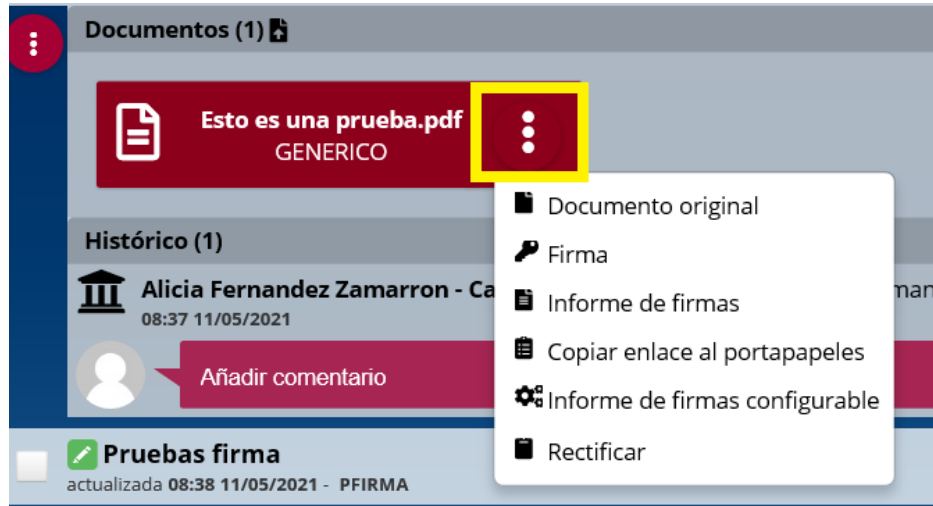 Documentos (1)
Esto es una prueba.pdf
GENERICO
Documento original
Firma
Informe de firmas
Copiar enlace al portapapeles
Informe de firmas configurable
Rectificar
Histórico (1)
Alicia Fernandez Zamarron - Ca
08:37 11/05/2021
Añadir comentario
Pruebas firma
actualizada 08:38 11/05/2021 - PFIRMA